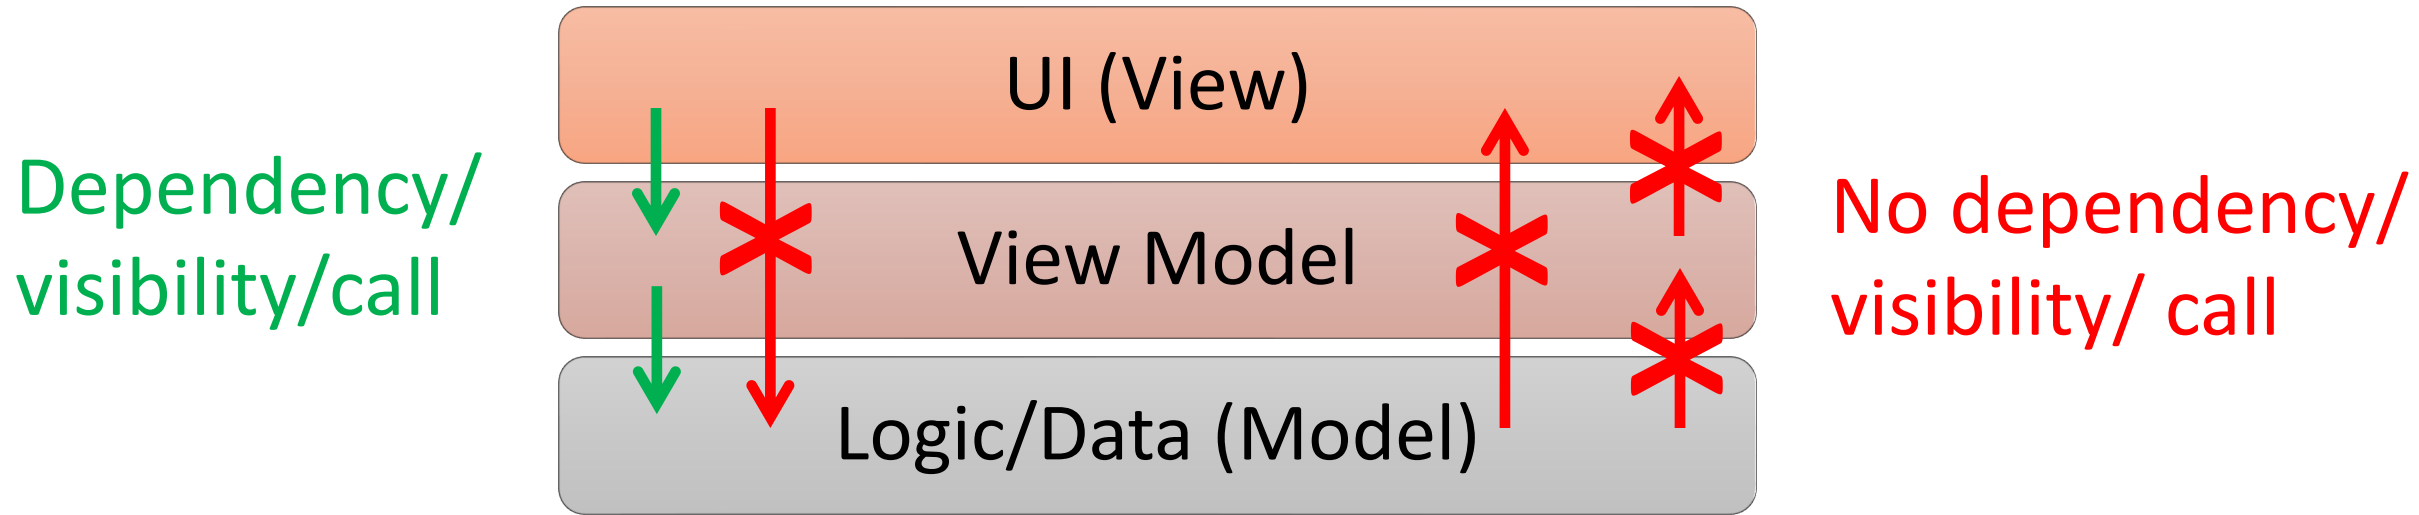 UI (View)
Dependency/
visibility/call
View Model
No dependency/
visibility/ call
Logic/Data (Model)